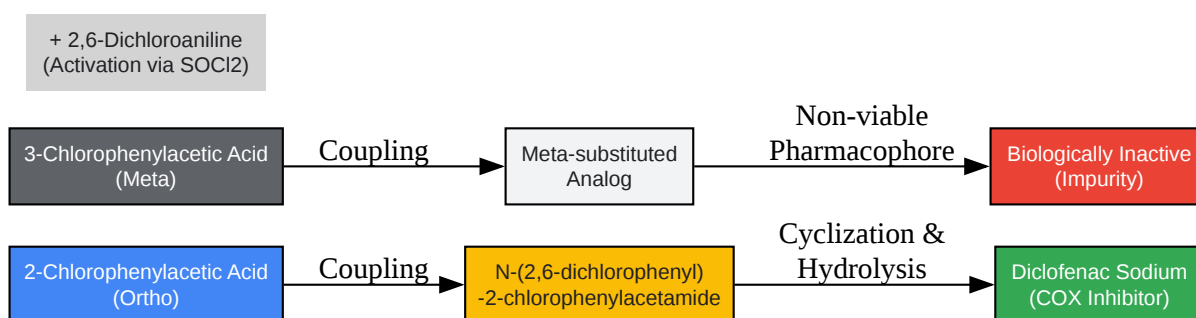 + 2,6-Dichloroaniline
(Activation via SOCl2)
3-Chlorophenylacetic Acid
(Meta)
Coupling
Meta-substituted
Analog
Non-viable
Pharmacophore
Biologically Inactive
(Impurity)
2-Chlorophenylacetic Acid
(Ortho)
Coupling
N-(2,6-dichlorophenyl)
-2-chlorophenylacetamide
Cyclization &
Hydrolysis
Diclofenac Sodium
(COX Inhibitor)